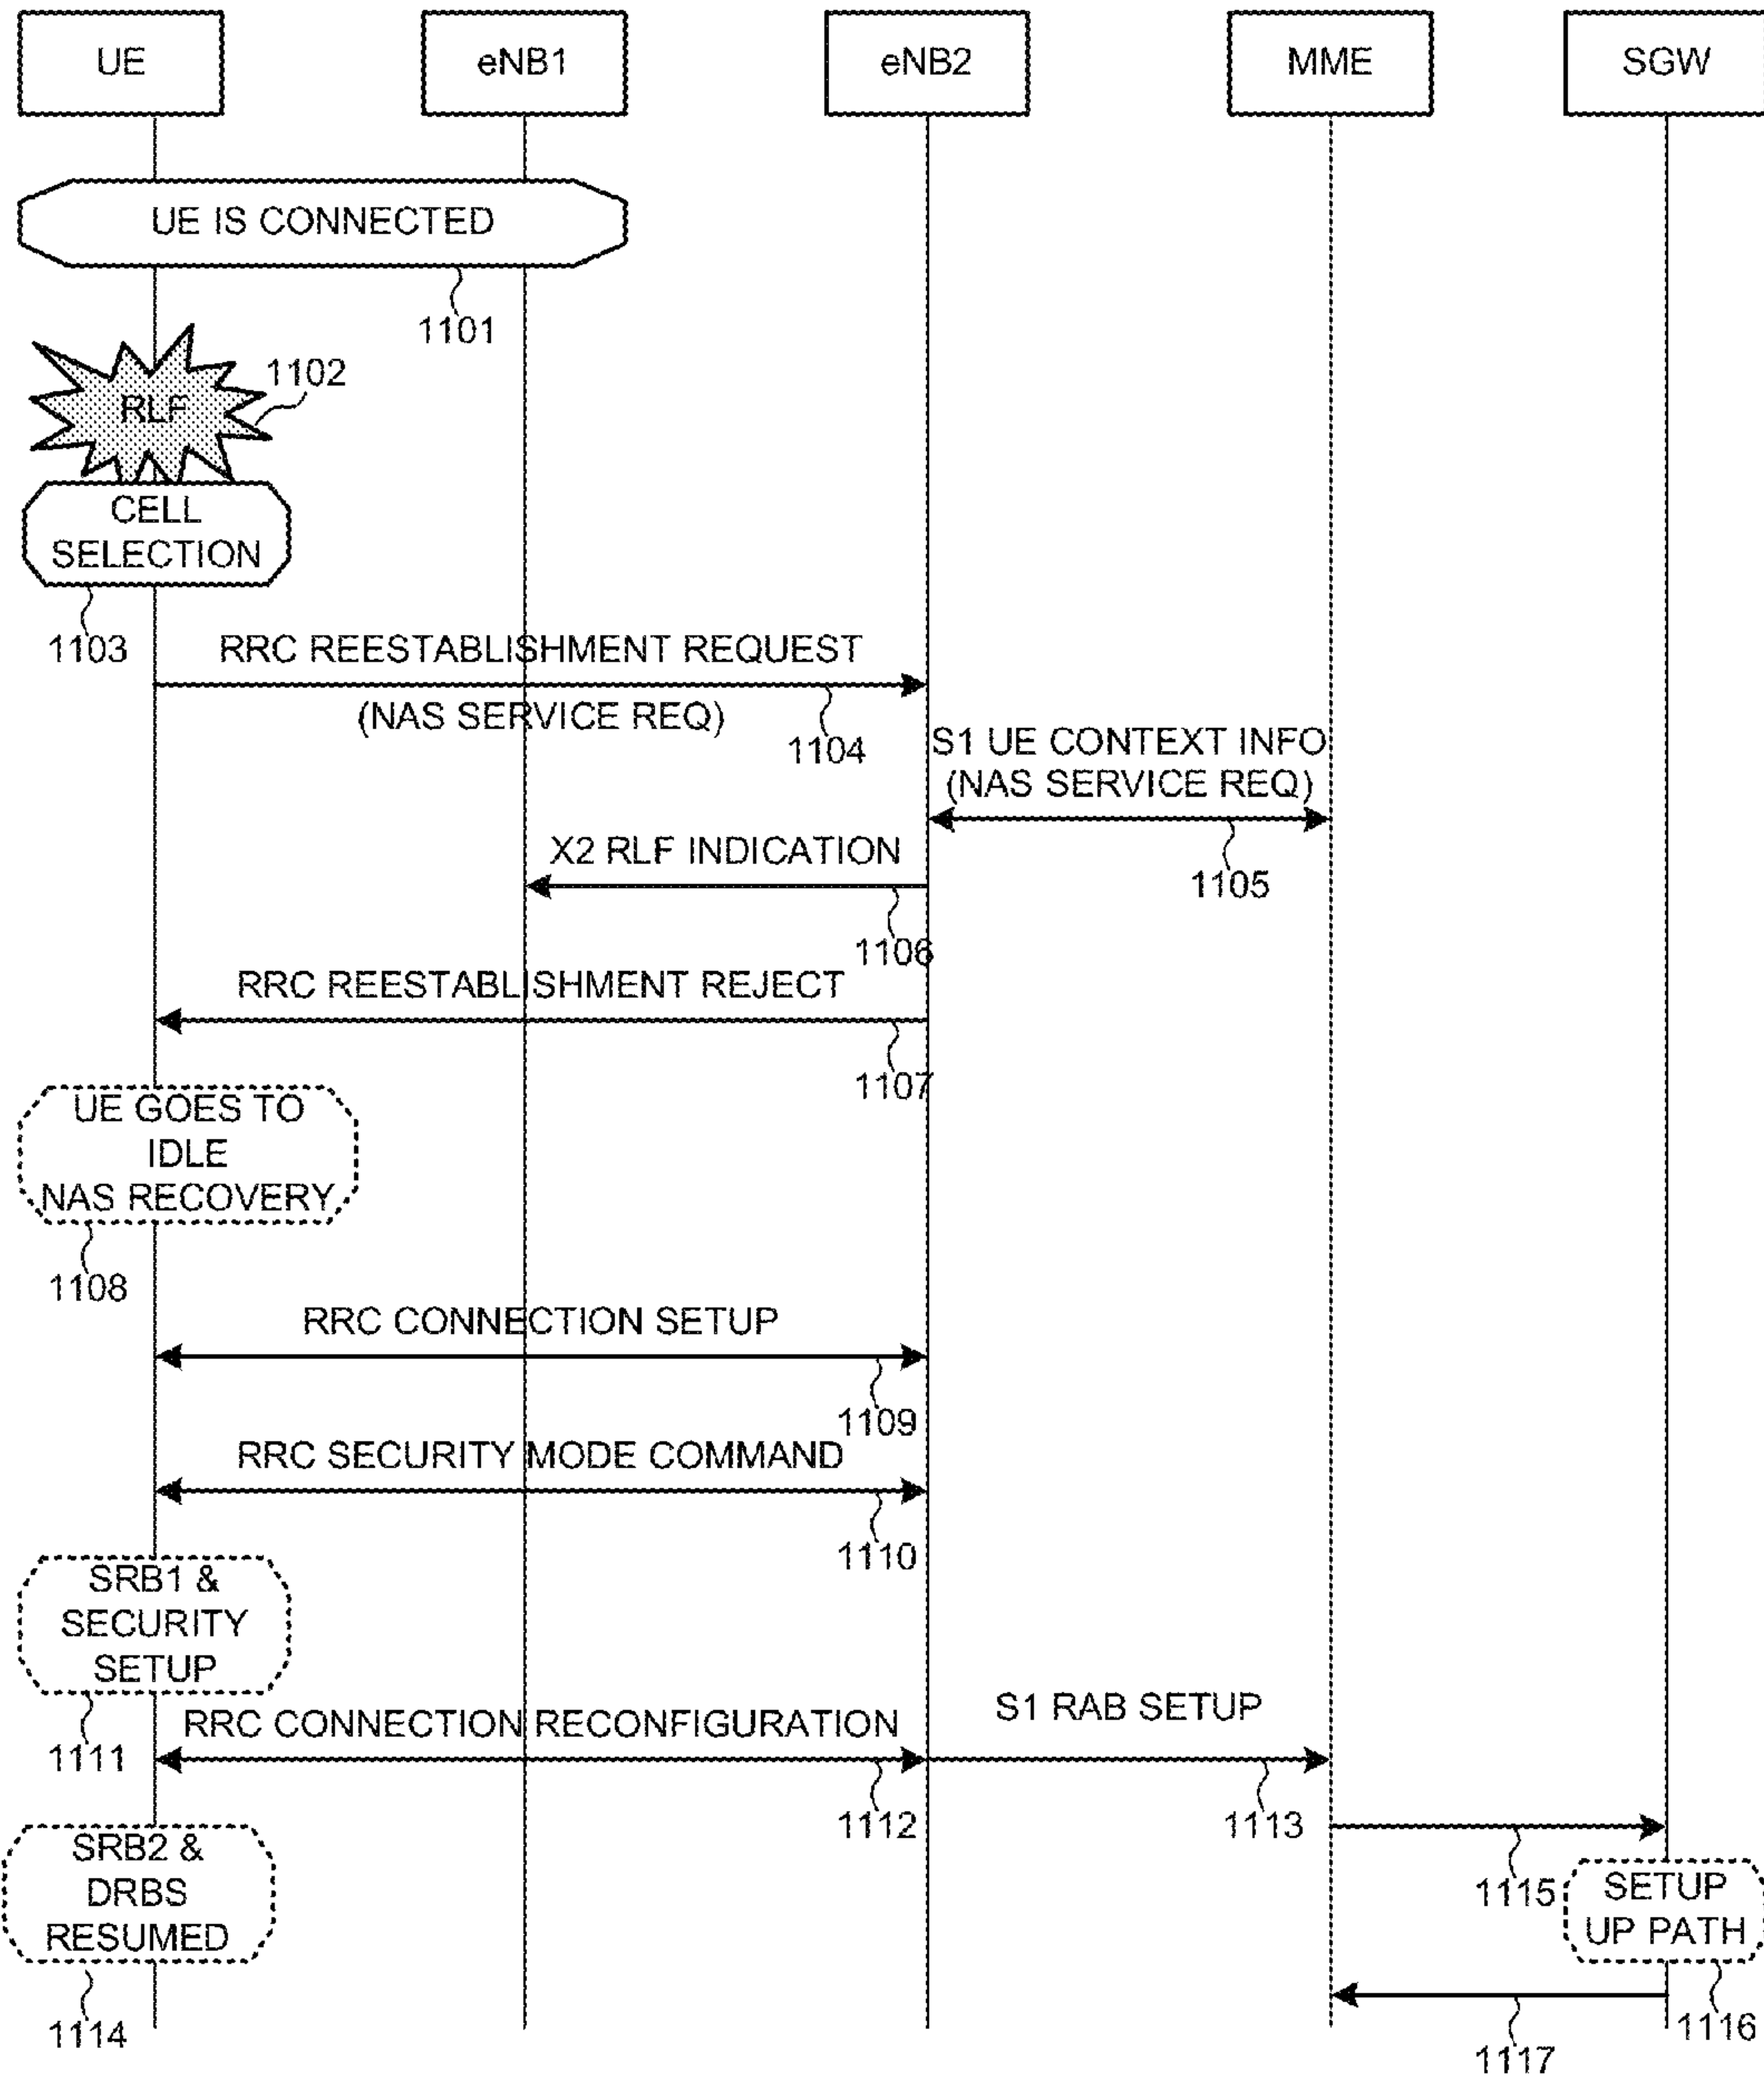 UE
eNB1
eNB2
MME
SGW
UE IS CONNECTED
1101
RLF
1102
CELL
SELECTION
1103
RRC REESTABLISHMENT REQUEST
(NAS SERVICE REQ)
1104
S1 UE CONTEXT INFO
(NAS SERVICE REQ)
1105
X2 RLF INDICATION
1106
RRC REESTABLISHMENT REJECT
1107
UE GOES TO
IDLE
NAS RECOVERY
1108
RRC CONNECTION SETUP
1109
RRC SECURITY MODE COMMAND
1110
SRB1 &
SECURITY
SETUP
1111
RRC CONNECTION RECONFIGURATION
1112
S1 RAB SETUP
1113
SRB2 &
DRBS
RESUMED
1114
1115
SETUP
UP PATH
1116
1117